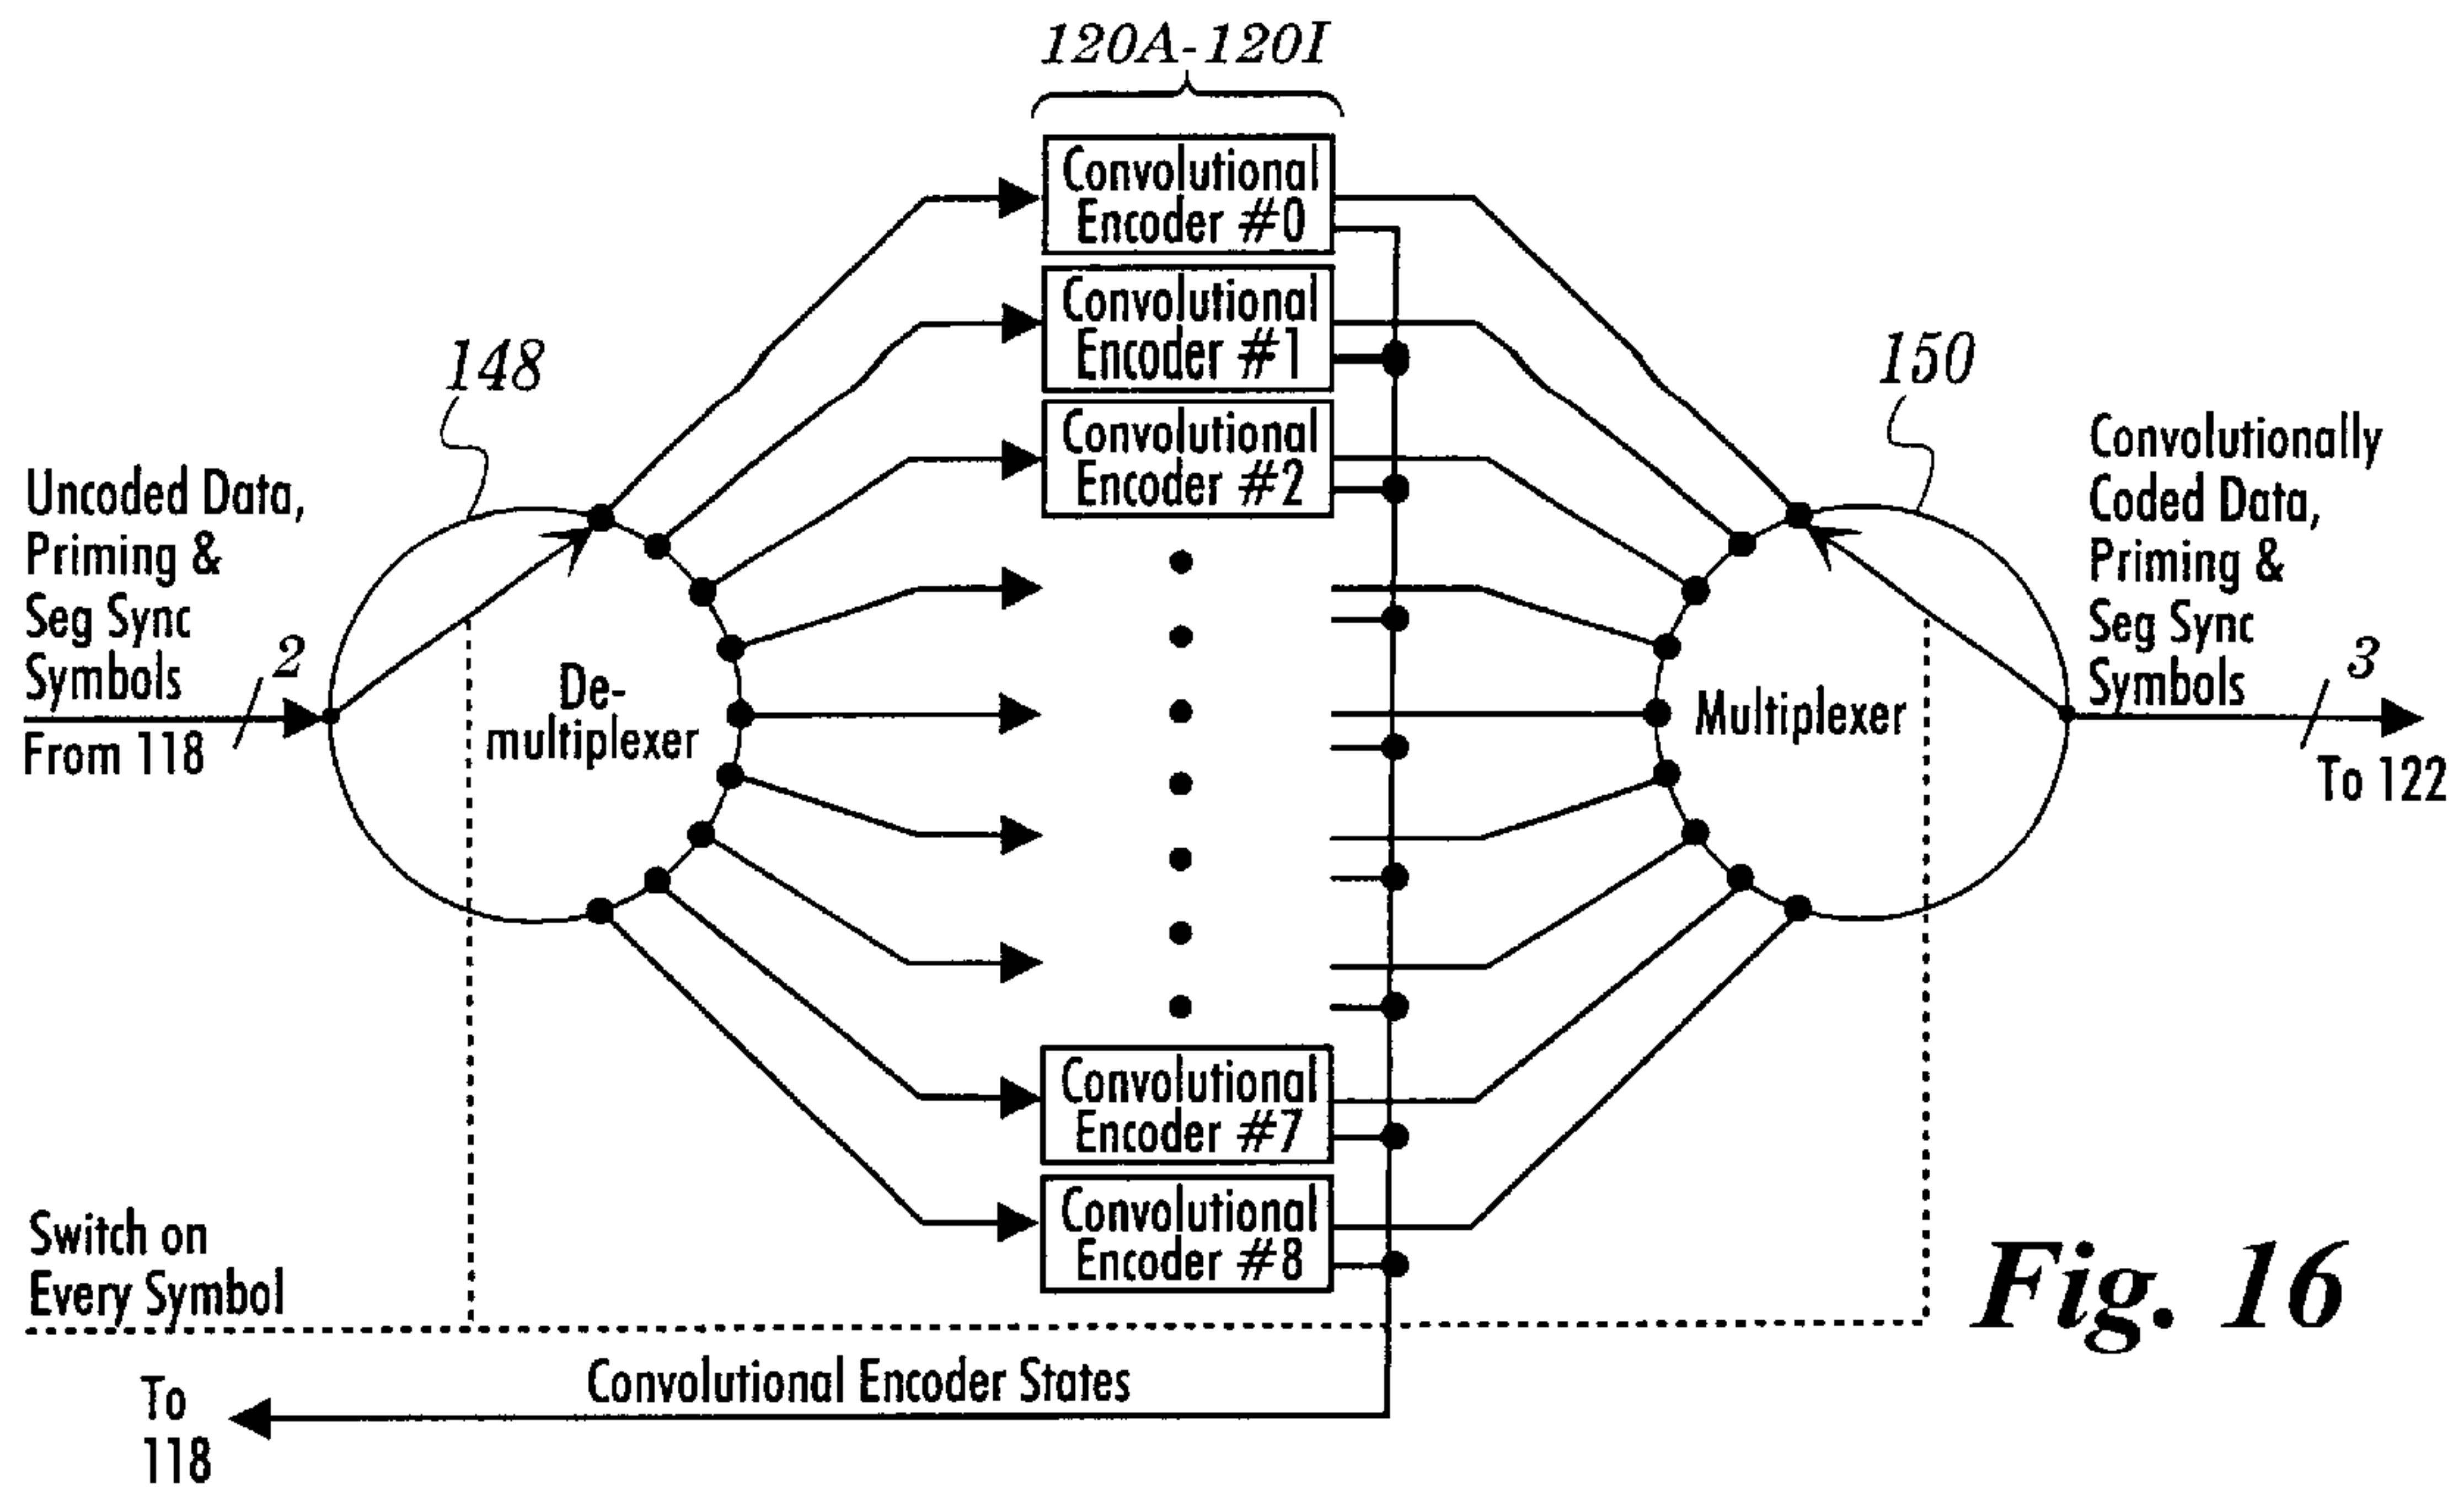 120A-120I
Convolutional
Encoder #0
Convolutional
Encoder #1
Convolutional
Encoder #2
Convolutional
Encoder #7
Convolutional
Encoder #8
148
Uncoded Data,
Priming &
Seg Sync
Symbols
2
From 118
De-
multiplexer
150
Multiplexer
Convolutionally
Coded Data,
Priming &
Seg Sync
Symbols
3
To 122
Switch on
Every Symbol
Convolutional Encoder States
To
118
Fig. 16